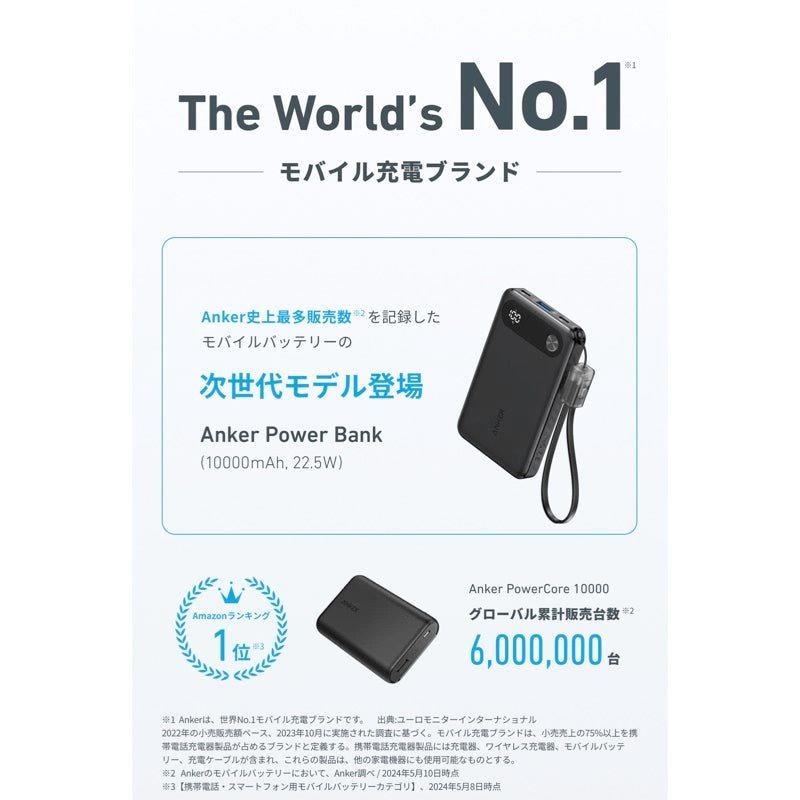 The World's No.1 ※1
モバイル充電ブランド
Anker史上最多販売数※2を記録した
モバイルバッテリーの
次世代モデル登場
Anker Power Bank
(10000mAh, 22.5W)
100
ANKER
Amazonランキング
1位※3
ANKER
Anker PowerCore 10000
グローバル累計販売台数※2
6,000,000台
※1 Ankerは、世界No.1モバイル充電ブランドです。 出典:ユーロモニターインターナショナル
2022年の小売販売額ベース、2023年10月に実施された調査に基づく。モバイル充電ブランドは、小売売上の75%以上を携
帯電話充電器製品が占めるブランドと定義する。携帯電話充電器製品には充電器、ワイヤレス充電器、モバイルバッテ
リー、充電ケーブルが含まれ、これらの製品は、他の家電機器にも使用可能なものとする。
※2 Ankerのモバイルバッテリーにおいて、Anker調べ / 2024年5月10日時点
※3【携帯電話・スマートフォン用モバイルバッテリーカテゴリ】、2024年5月8日時点